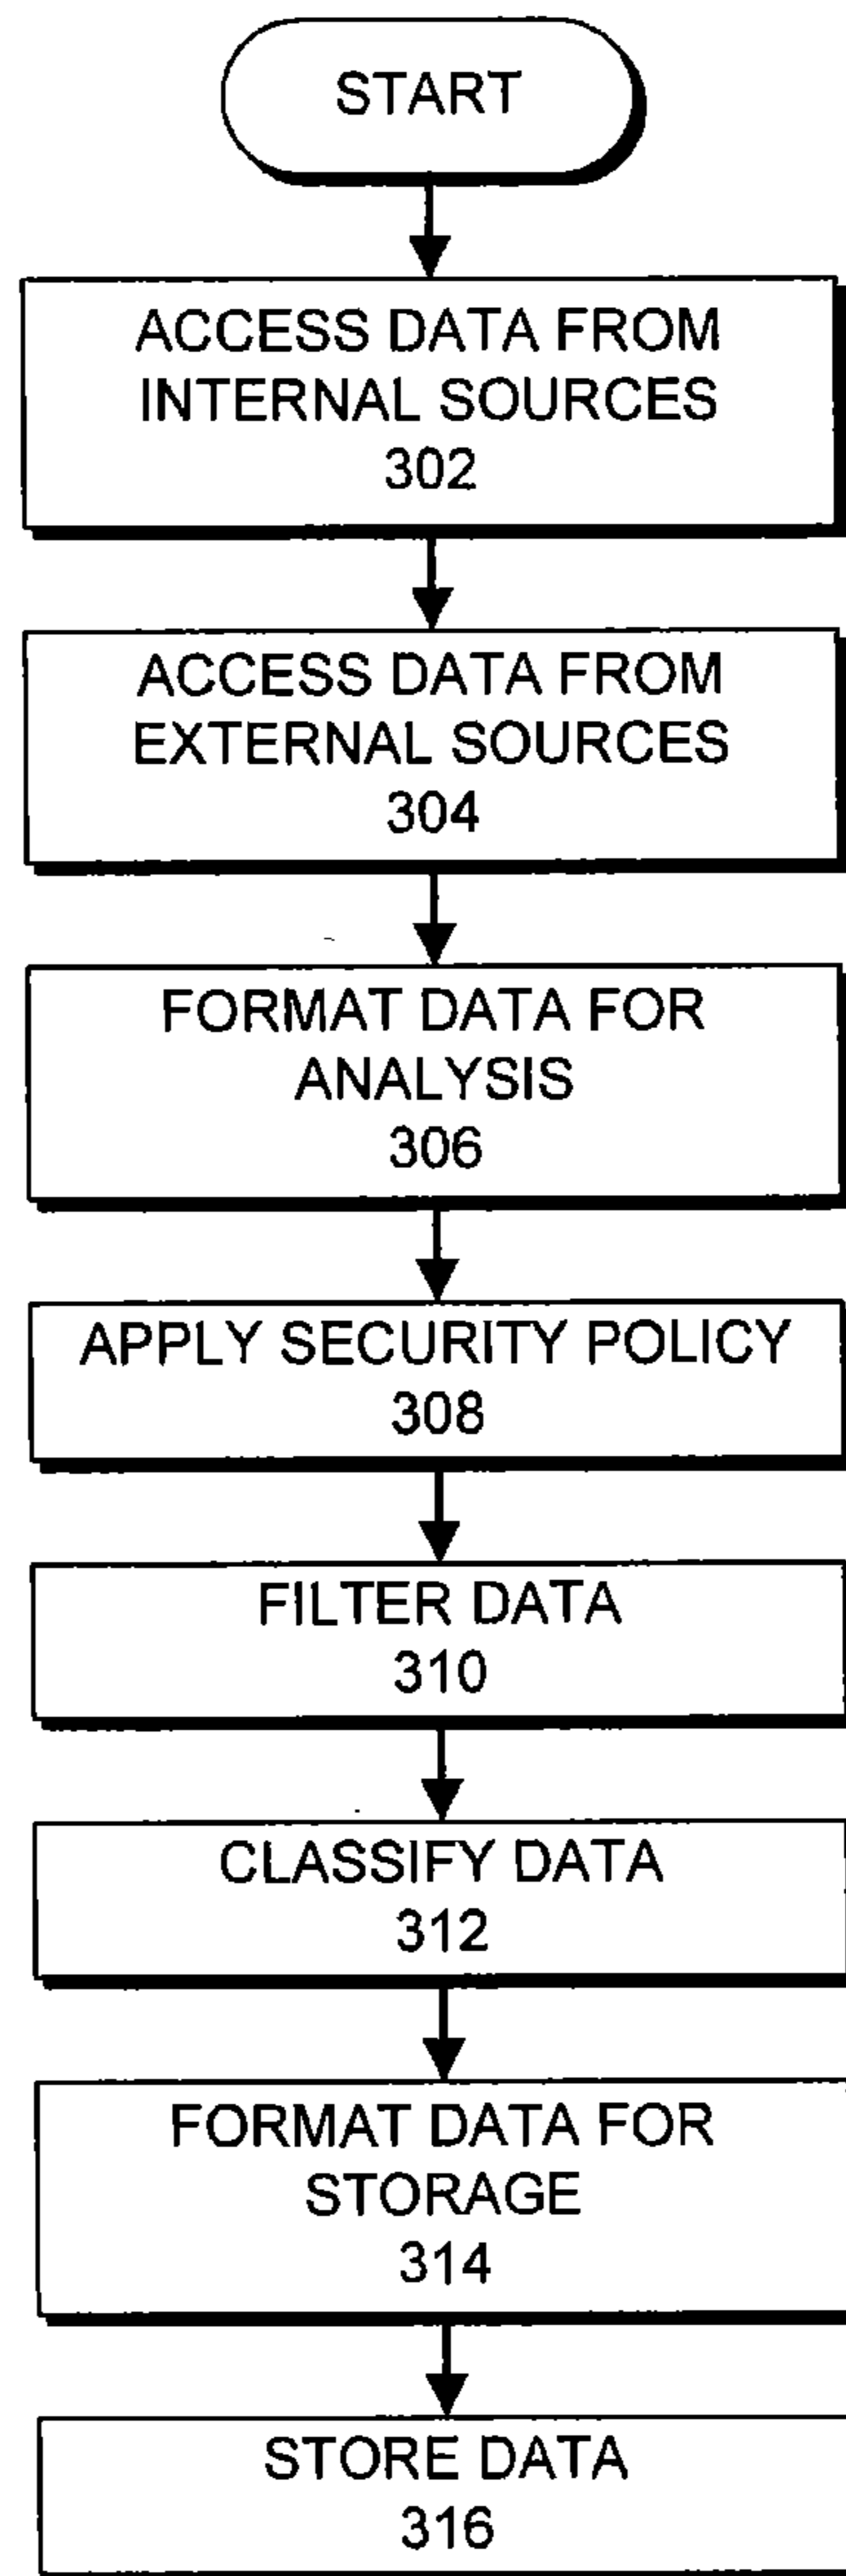 START
ACCESS DATA FROM
INTERNAL SOURCES
302
ACCESS DATA FROM
EXTERNAL SOURCES
304
FORMAT DATA FOR
ANALYSIS
306
APPLY SECURITY POLICY
308
FILTER DATA
310
CLASSIFY DATA
312
FORMAT DATA FOR
STORAGE
314
STORE DATA
316